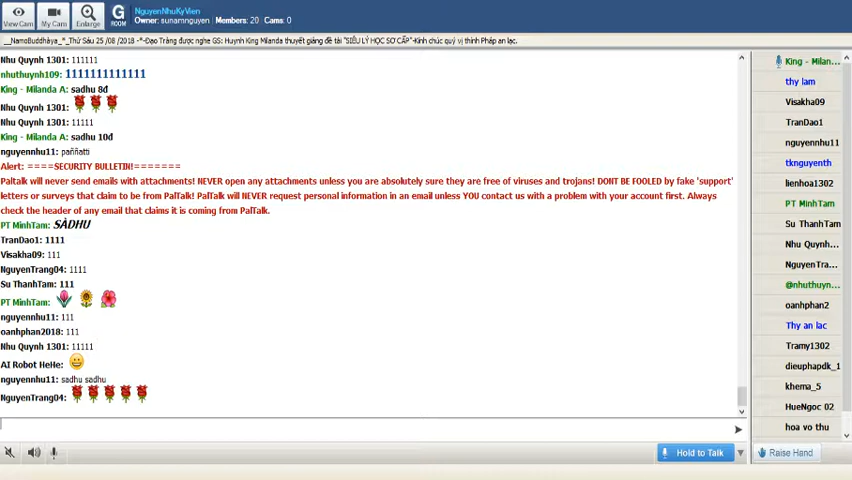 NguyenNhuKyVien
Owner: sunamnguyen , Members: 20 , Cams: 0
View Cam
My Cam
Enlarge
G
ROOM
__NamoBuddhàya_*_Thứ Sáu 25 /08 /2018 -*-Đạo Tràng được nghe GS: Huynh King Milanda thuyết giảng đề tài "SIÊU LÝ HỌC SƠ CẤP"-Kính chúc quý vị thính Pháp an lạc.
Nhu Quynh 1301: 111111
nhuthuynh109: 1111111111111
King - Milanda A: sadhu 8đ
Nhu Quynh 1301:
Nhu Quynh 1301: 11111
King - Milanda A: sadhu 10đ
nguyennhu11: paññatti
Alert: ====SECURITY BULLETIN!=======
Paltalk will never send emails with attachments! NEVER open any attachments unless you are absolutely sure they are free of viruses and trojans! DONT BE FOOLED by fake 'support'
letters or surveys that claim to be from PalTalk! PalTalk will NEVER request personal information in an email unless YOU contact us with a problem with your account first. Always
check the header of any email that claims it is coming from PalTalk.
PT MinhTam: SÀDHU
TranDao1: 1111
Visakha09: 111
NguyenTrang04: 1111
Su ThanhTam: 111
PT MinhTam:
nguyennhu11: 111
oanhphan2018: 111
Nhu Quynh 1301: 11111
AI Robot HeHe:
nguyennhu11: sadhu sadhu
NguyenTrang04:
King - Milan...
thy lam
Visakha09
TranDao1
nguyennhu11
tknguyenth
lienhoa1302
PT MinhTam
Su ThanhTam
Nhu Quynh...
NguyenTra...
@nhuthuyn...
oanhphan2
Thy an lac
Tramy1302
dieuphapdk_1
khema_5
HueNgoc 02
hoa vo thu
Hold to Talk
Raise Hand